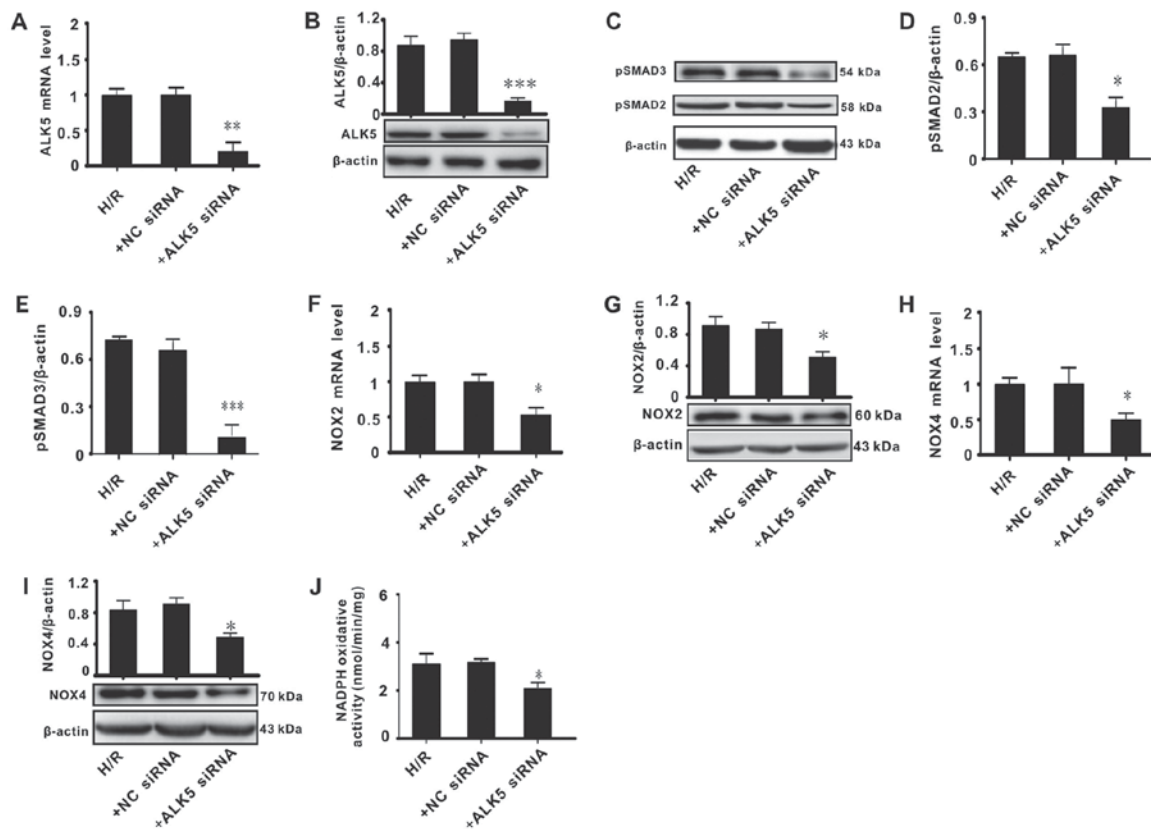 A
ALK5 mRNA level
2
1
1
0
**
H/R
+NC siRNA
+ALK5 siRNA
B
ALK5/β-actin
1.2
0.8
0.4
0
***
ALK5
β-actin
H/R
+NC siRNA
+ALK5 siRNA
C
pSMAD3
54 kDa
pSMAD2
58 kDa
β-actin
43 kDa
H/R
+NC siRNA
+ALK5 siRNA
D
pSMAD2/β-actin
0.9
0.6
0.3
0
*
H/R
+NC siRNA
+ALK5 siRNA
E
pSMAD3/β-actin
0.9
0.6
0.3
0
***
H/R
+NC siRNA
+ALK5 siRNA
F
NOX2 mRNA level
2
1.5
1
0.5
0
*
H/R
+NC siRNA
+ALK5 siRNA
G
NOX2/β-actin
1.2
0.8
0.4
0
*
NOX2
60 kDa
β-actin
43 kDa
H/R
+NC siRNA
+ALK5 siRNA
H
NOX4 mRNA level
2
1.5
1
0.5
0
*
H/R
+NC siRNA
+ALK5 siRNA
I
NOX4/β-actin
1.2
0.8
0.4
0
*
NOX4
70 kDa
β-actin
43 kDa
H/R
+NC siRNA
+ALK5 siRNA
J
NADPH oxidative
activity (nmol/min/mg)
6
4
2
0
*
H/R
+NC siRNA
+ALK5 siRNA